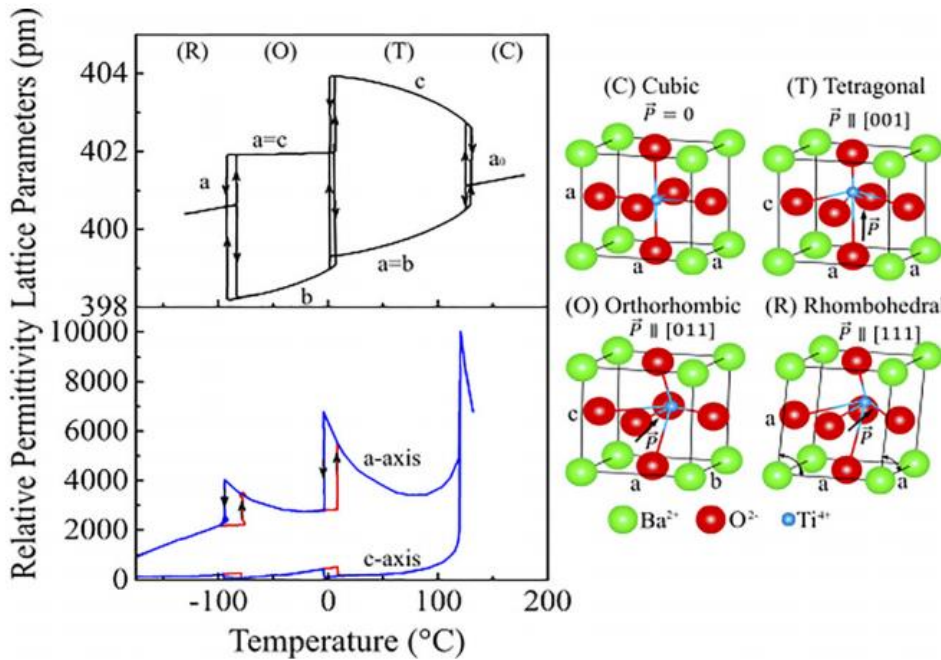 (R) (O) (T) (C)
Lattice Parameters (pm)
404
402
400
398
a
a=c
b
c
a=b
a₀
Relative Permittivity
10000
8000
6000
4000
2000
0
a-axis
c-axis
-100 0 100 200
Temperature (°C)
(C) Cubic
P⃗ = 0
a
a
a
(T) Tetragonal
P⃗ ∥ [001]
c
P⃗
a
a
(O) Orthorhombic
P⃗ ∥ [011]
c
P⃗
a
b
(R) Rhombohedral
P⃗ ∥ [111]
a
P⃗
a
a
Ba²⁺ O²⁻ Ti⁴⁺